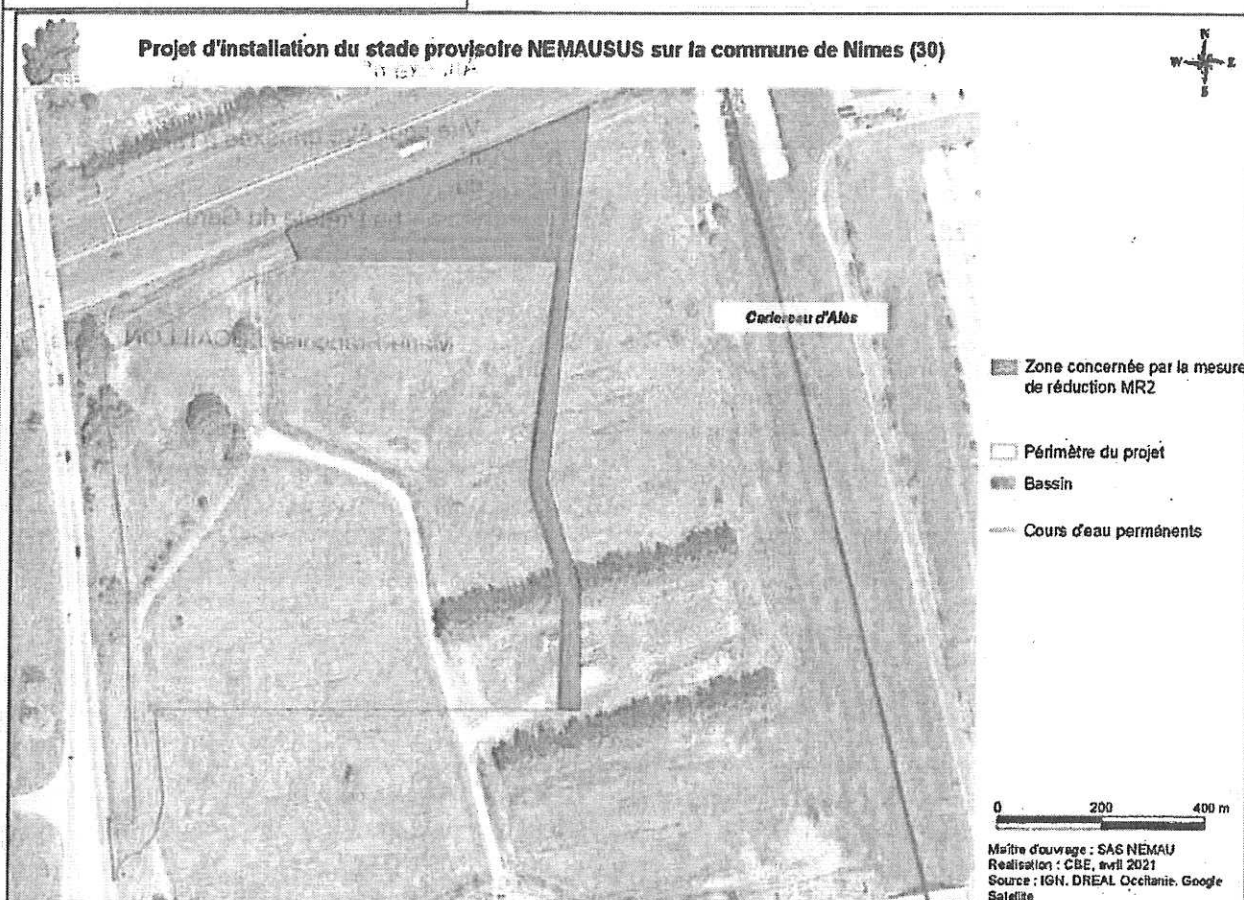 Projet d'installation du stade provisoire NEMAUSUS sur la commune de Nimes (30)
N
W E
S
Cadereau d'Alès
Zone concernée par la mesure
de réduction MR2
Périmètre du projet
Bassin
Cours d'eau permánents
0 200 400 m
Maître d'ouvrage : SAS NEMAU
Realisation : CBE, avril 2021
Source : IGN, DREAL Occitanie, Google
Satellite